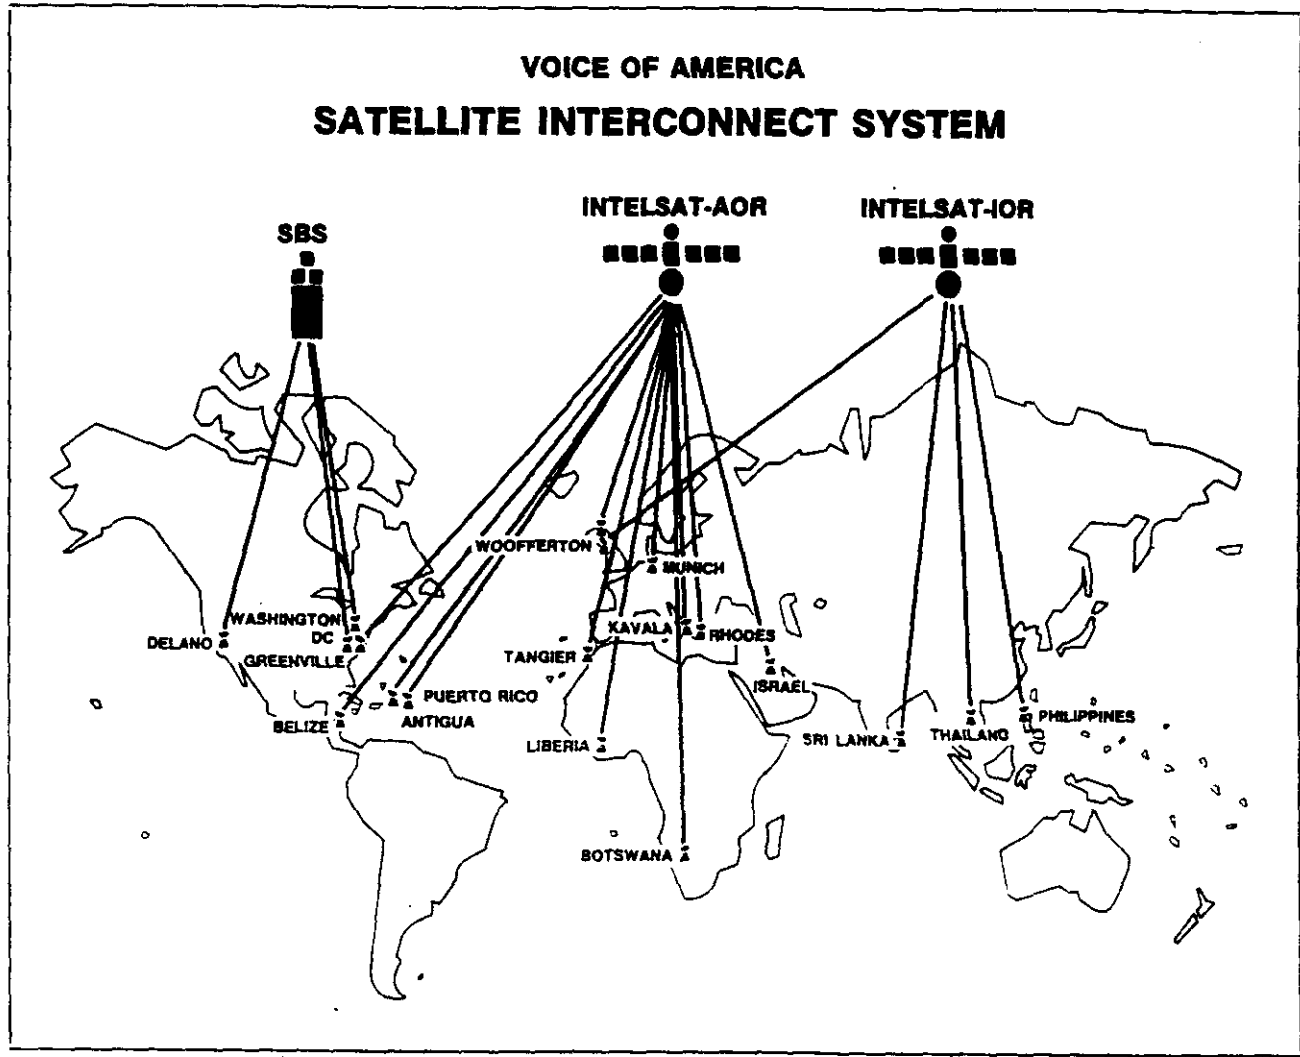 VOICE OF AMERICA
SATELLITE INTERCONNECT SYSTEM
INTELSAT-AOR
INTELSAT-IOR
SBS
WOOFFERTON
MUNICH
WASHINGTON
DC
DELANO
GREENVILLE
KAVALA
RHODES
TANGIER
ISRAEL
PUERTO RICO
ANTIGUA
BELIZE
LIBERIA
SRI LANKA
THAILAND
PHILIPPINES
BOTSWANA